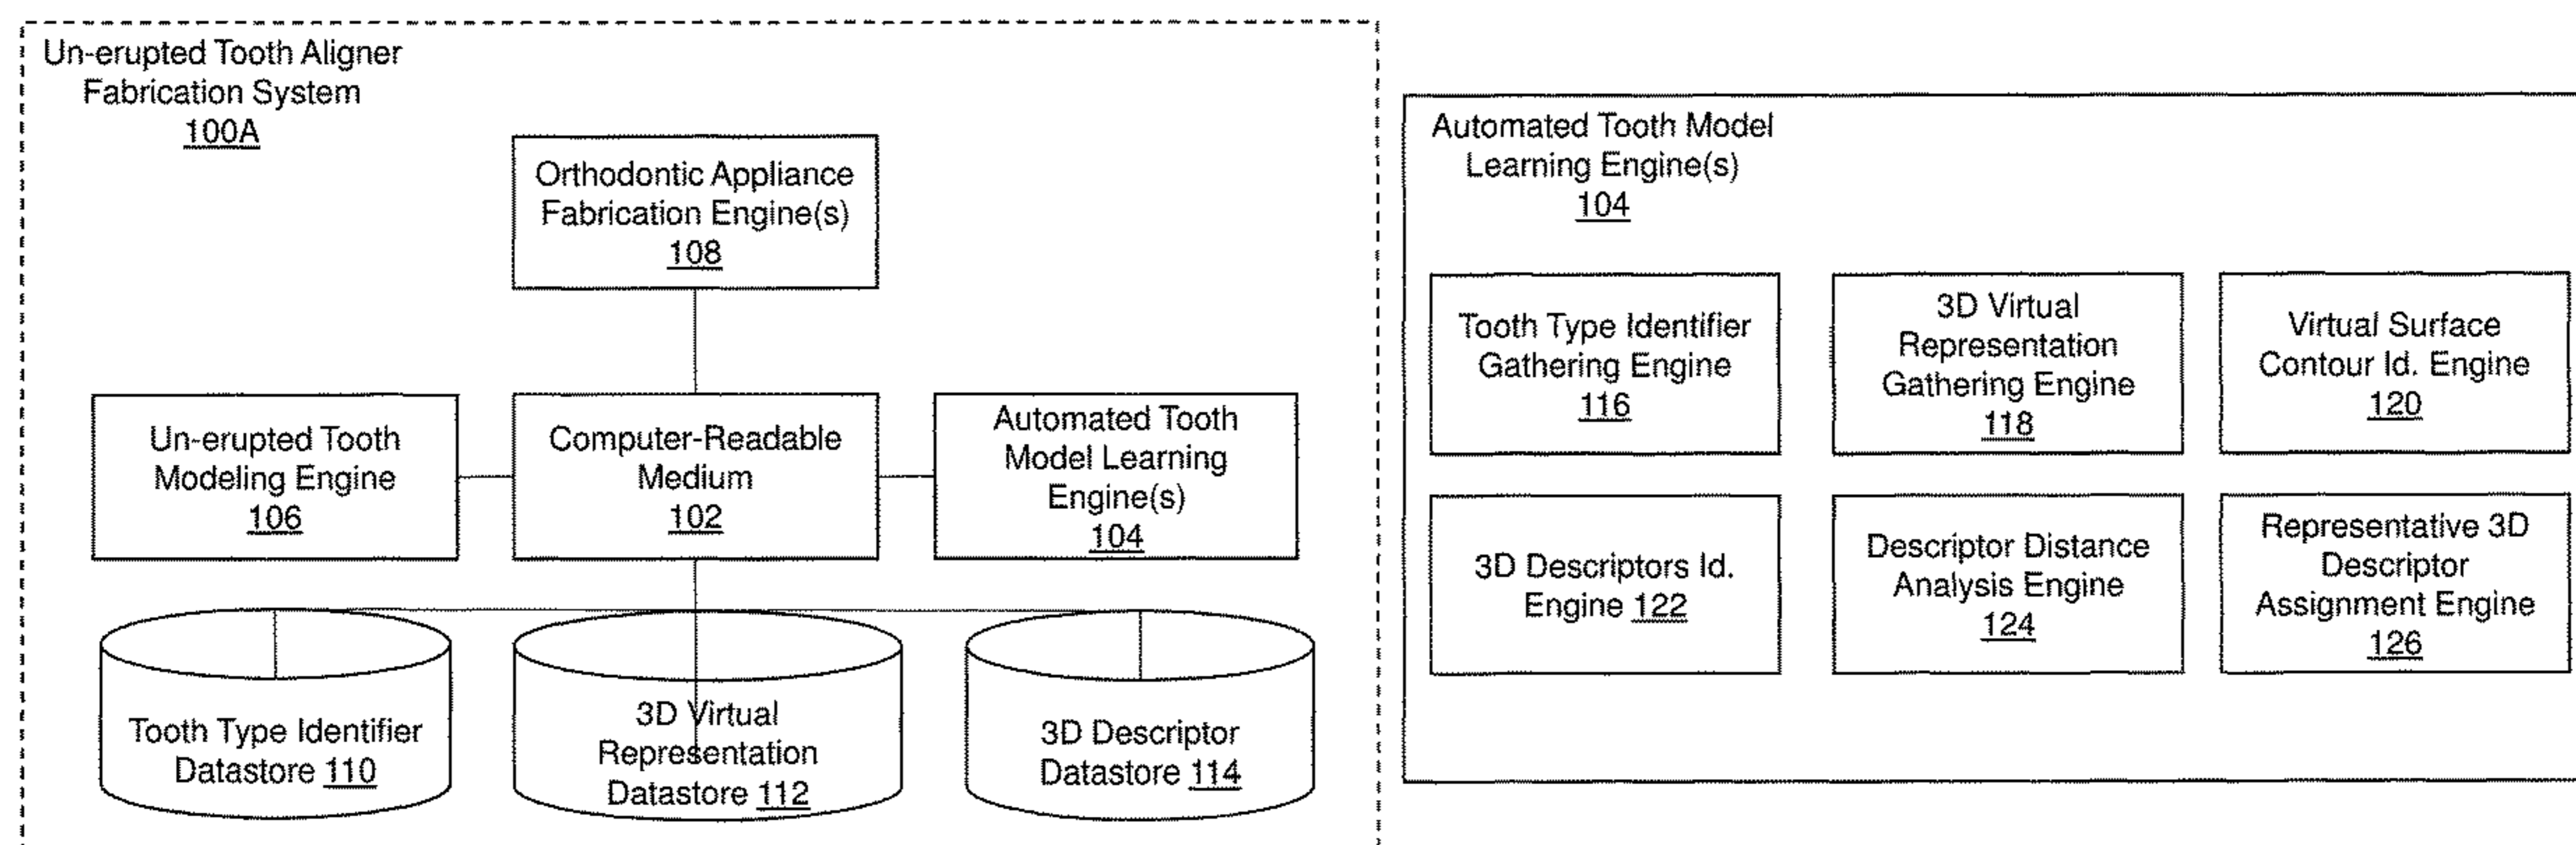 Un-erupted Tooth Aligner
Fabrication System
100A
Orthodontic Appliance
Fabrication Engine(s)
108
Un-erupted Tooth
Modeling Engine
106
Computer-Readable
Medium
102
Automated Tooth
Model Learning
Engine(s)
104
Tooth Type Identifier
Datastore 110
3D Virtual
Representation
Datastore 112
3D Descriptor
Datastore 114
Automated Tooth Model
Learning Engine(s)
104
Tooth Type Identifier
Gathering Engine
116
3D Virtual
Representation
Gathering Engine
118
Virtual Surface
Contour Id. Engine
120
3D Descriptors Id.
Engine 122
Descriptor Distance
Analysis Engine
124
Representative 3D
Descriptor
Assignment Engine
126